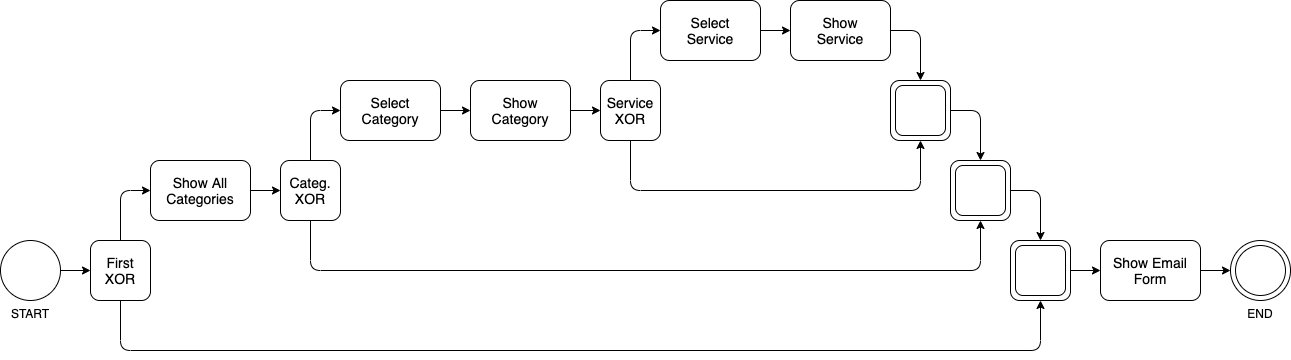 Select
Service
Show
Service
Select
Category
Show
Category
Service
XOR
Show All
Categories
Categ.
XOR
First
XOR
Show Email
Form
START
END